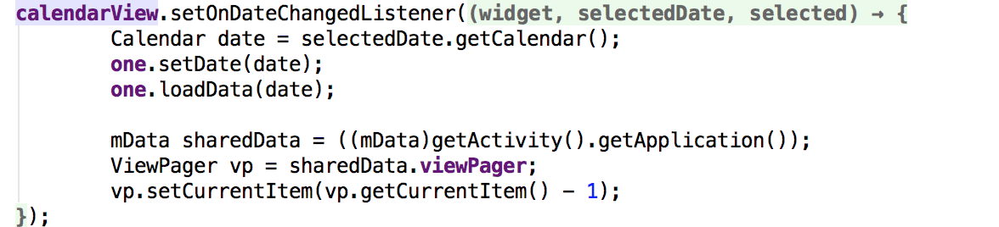 calendarView.setOnDateChangedListener((widget, selectedDate, selected) → {
        Calendar date = selectedDate.getCalendar();
        one.setDate(date);
        one.loadData(date);

        mData sharedData = ((mData)getActivity().getApplication());
        ViewPager vp = sharedData.viewPager;
        vp.setCurrentItem(vp.getCurrentItem() - 1);
});